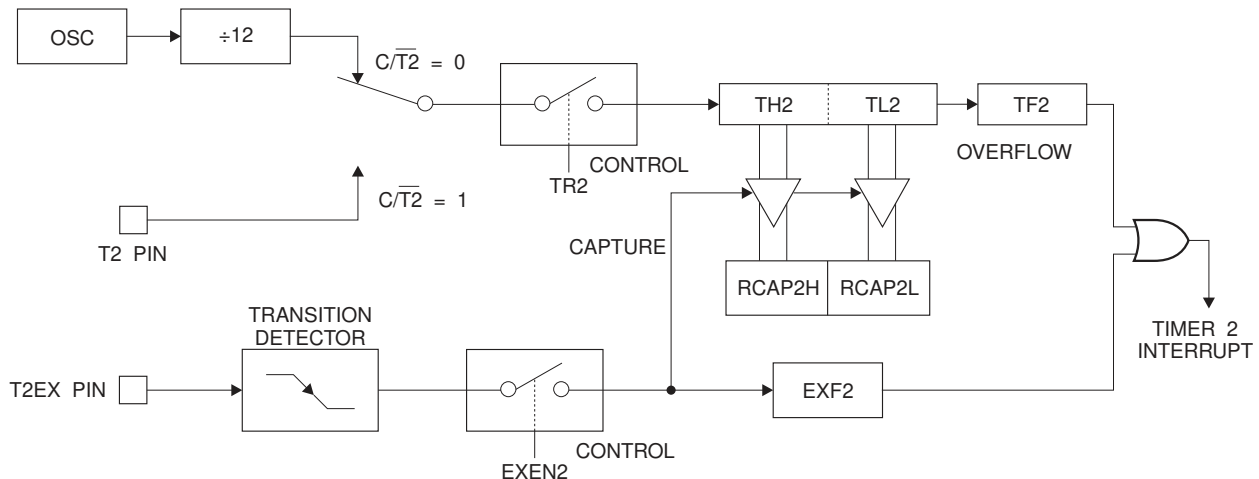 OSC
÷12
C/T2̅ = 0
TH2
TL2
TF2
OVERFLOW
CONTROL
TR2
C/T2̅ = 1
T2 PIN
CAPTURE
RCAP2H
RCAP2L
TRANSITION
DETECTOR
TIMER 2
INTERRUPT
T2EX PIN
EXF2
CONTROL
EXEN2